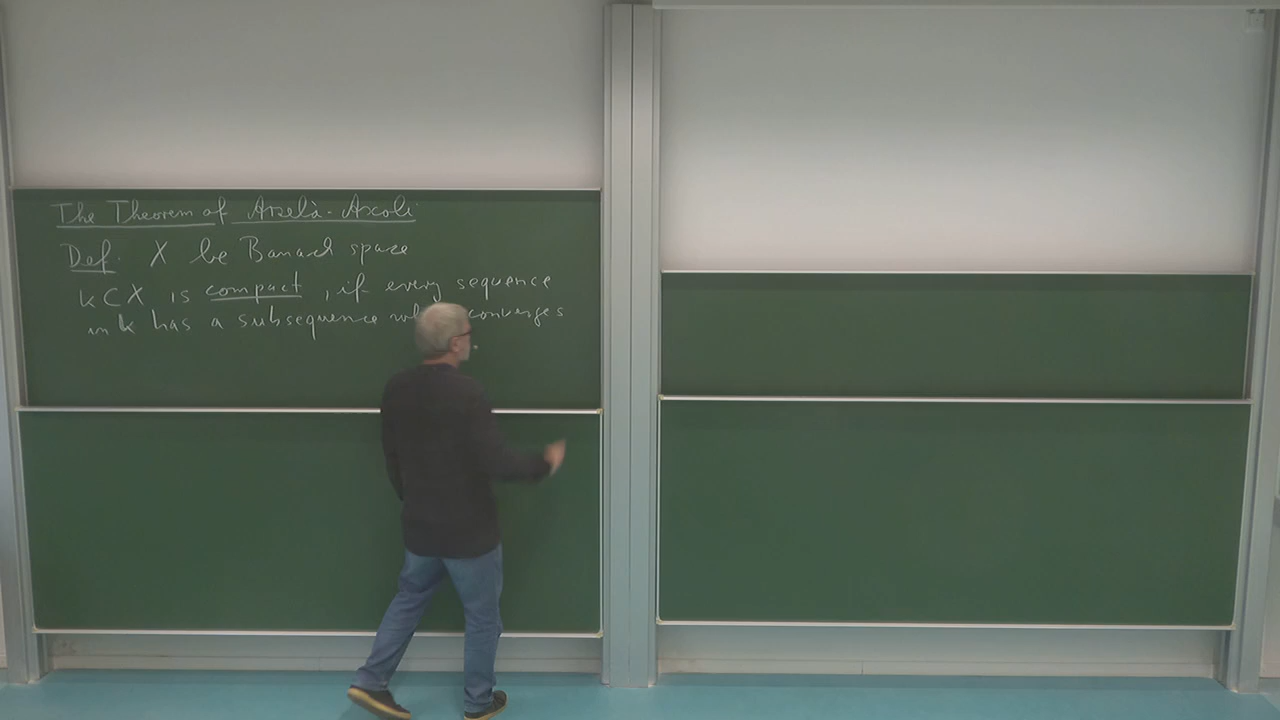 The Theorem of Arzelà-Ascoli
Def. X be Banach space
K ⊂ X is compact, if every sequence
in K has a subsequence converges